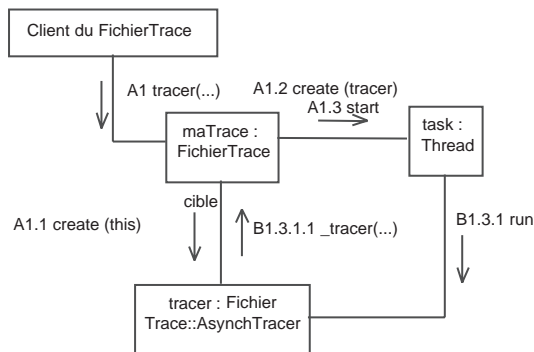 Client du FichierTrace
A1 tracer(...)
A1.2 create (tracer)
A1.3 start
maTrace :
FichierTrace
task :
Thread
cible
A1.1 create (this)
B1.3.1.1 _tracer(...)
B1.3.1 run
tracer : Fichier
Trace::AsynchTracer